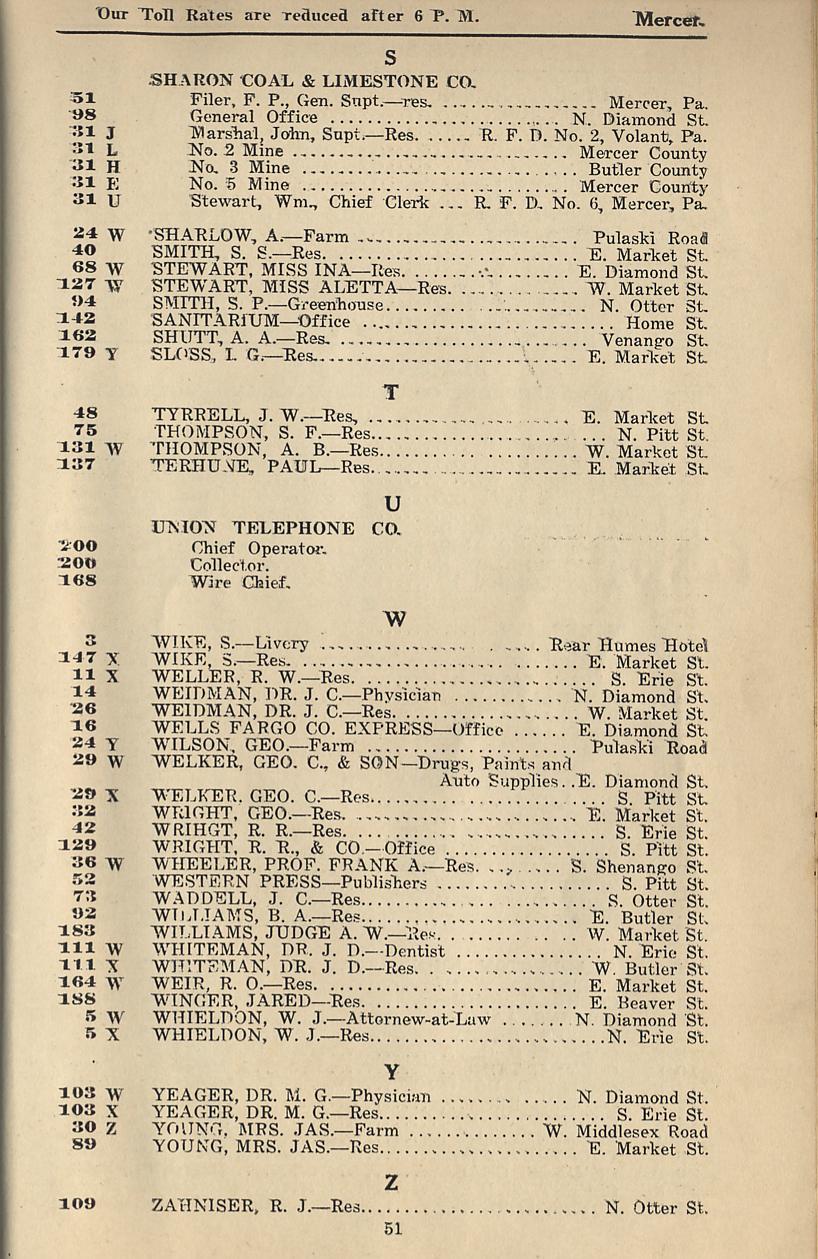 Our Toll Rates are reduced after 6 P. M. Mercer.
S
SHARON COAL & LIMESTONE CO.
51 Filer, F. P., Gen. Supt.—res. .................. Mercer, Pa.
98 General Office .......................... N. Diamond St.
31 J Marshal, John, Supt.—Res. ...... R. F. D. No. 2, Volant, Pa.
31 L No. 2 Mine ............................... Mercer County
31 H No. 3 Mine ................................ Butler County
31 E No. 5 Mine .............................. Mercer County
31 U Stewart, Wm., Chief Clerk ... R. F. D. No. 6, Mercer, Pa.
24 W SHARLOW, A.—Farm ......................... Pulaski Road
40 SMITH, S. S.—Res. .......................... E. Market St.
68 W STEWART, MISS INA—Res. .................. E. Diamond St.
127 W STEWART, MISS ALETTA—Res. ............. W. Market St.
94 SMITH, S. P.—Greenhouse ...................... N. Otter St.
142 SANITARIUM—Office ............................ Home St.
162 SHUTT, A. A.—Res. ........................... Venango St.
179 Y SLOSS, I. G.—Res............................. E. Market St.
T
48 TYRRELL, J. W.—Res, ........................ E. Market St.
75 THOMPSON, S. F.—Res........................... N. Pitt St.
131 W THOMPSON, A. B.—Res....................... W. Market St.
137 TERHUNE, PAUL—Res......................... E. Market St.
U
UNION TELEPHONE CO.
200 Chief Operator.
200 Collector.
168 Wire Chief.
W
3 WIKE, S.—Livery ......................... Rear Humes Hotel
147 X WIKE, S.—Res. ............................... E. Market St.
11 X WELLER, R. W.—Res. ........................... S. Erie St.
14 WEIDMAN, DR. J. C.—Physician ............ N. Diamond St.
26 WEIDMAN, DR. J. C.—Res. .................... W. Market St.
16 WELLS FARGO CO. EXPRESS—Office ...... E. Diamond St.
24 Y WILSON, GEO.—Farm ......................... Pulaski Road
29 W WELKER, GEO. C., & SON—Drugs, Paints and
Auto Supplies...E. Diamond St.
29 X WELKER. GEO. C.—Res.......................... S. Pitt St.
32 WRIGHT, GEO.—Res. ......................... E. Market St.
42 WRIHGT, R. R.—Res. ........................... S. Erie St.
129 WRIGHT, R. R., & CO.—Office .................. S. Pitt St.
36 W WHEELER, PROF. FRANK A.—Res. ......... S. Shenango St.
52 WESTERN PRESS—Publishers .................... S. Pitt St.
73 WADDELL, J. C.—Res........................... S. Otter St.
92 WILLIAMS, B. A.—Res......................... E. Butler St.
183 WILLIAMS, JUDGE A. W.—Res. .............. W. Market St.
111 W WHITEMAN, DR. J. D.—Dentist ................ N. Erie St.
111 X WHITEMAN, DR. J. D.—Res. .................. W. Butler St.
164 W WEIR, R. O.—Res. ............................ E. Market St.
188 WINGER, JARED—Res. ........................ E. Beaver St.
5 W WHIELDON, W. J.—Attornew-at-Law ....... N. Diamond St.
5 X WHIELDON, W. J.—Res..........................N. Erie St.
Y
103 W YEAGER, DR. M. G.—Physician ............. N. Diamond St.
103 X YEAGER, DR. M. G.—Res......................... S. Erie St.
30 Z YOUNG, MRS. JAS.—Farm ............. W. Middlesex Road
89 YOUNG, MRS. JAS.—Res...................... E. Market St.
Z
109 ZAHNISER, R. J.—Res.......................... N. Otter St.
51